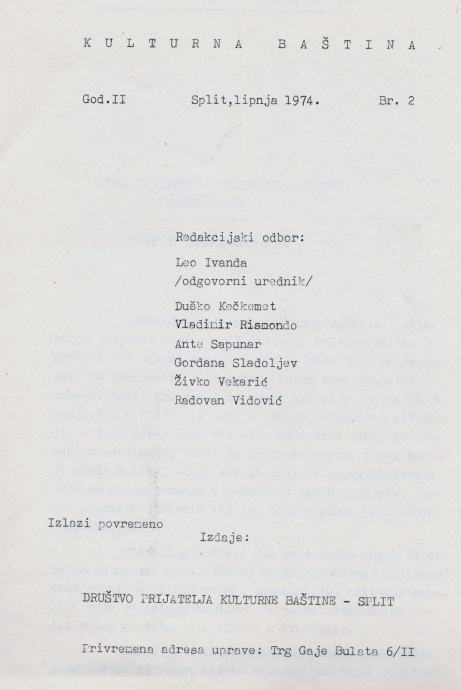 KULTURNA BAŠTINA
God.II Split,lipnja 1974. Br. 2
Redakcijski odbor:
Leo Ivanda
/odgovorni urednik/
Duško Kečkemet
Vladimir Rismondo
Ante Sapunar
Gordana Sladoljev
Živko Vekarić
Radovan Vidović
Izlazi povremeno
Izdaje:
DRUŠTVO PRIJATELJA KULTURNE BAŠTINE - SPLIT
Privremena adresa uprave: Trg Gaje Bulata 6/II